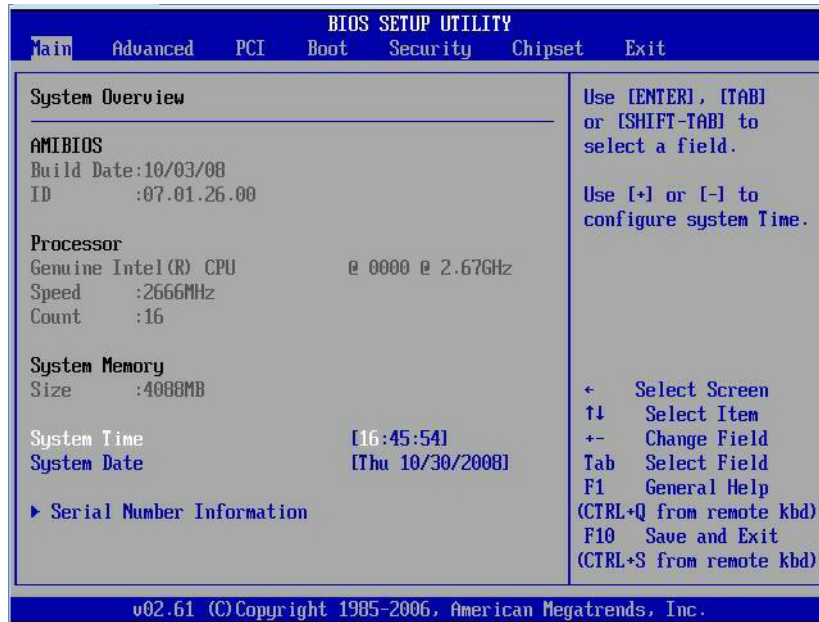 BIOS SETUP UTILITY
Main Advanced PCI Boot Security Chipset Exit
System Overview
AMIBIOS
Build Date:10/03/08
ID :07.01.26.00
Processor
Genuine Intel(R) CPU @ 0000 @ 2.67GHz
Speed :2666MHz
Count :16
System Memory
Size :4088MB
System Time [16:45:54]
System Date [Thu 10/30/2008]
▶ Serial Number Information
Use [ENTER], [TAB]
or [SHIFT-TAB] to
select a field.
Use [+] or [-] to
configure system Time.
← Select Screen
↑↓ Select Item
+- Change Field
Tab Select Field
F1 General Help
(CTRL+Q from remote kbd)
F10 Save and Exit
(CTRL+S from remote kbd)
v02.61 (C)Copyright 1985-2006, American Megatrends, Inc.